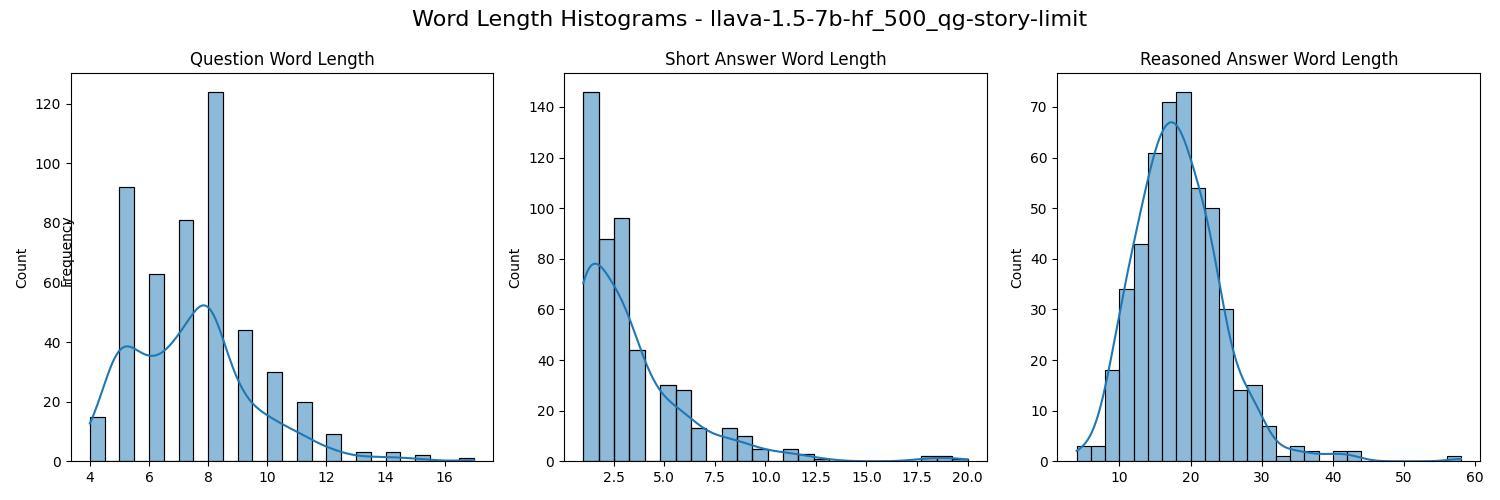 Word Length Histograms - llava-1.5-7b-hf_500_qg-story-limit
Question Word Length
Count
Frequency
120
100
80
60
40
20
0
4 6 8 10 12 14 16
Short Answer Word Length
Count
140
120
100
80
60
40
20
0
2.5 5.0 7.5 10.0 12.5 15.0 17.5 20.0
Reasoned Answer Word Length
Count
70
60
50
40
30
20
10
0
10 20 30 40 50 60